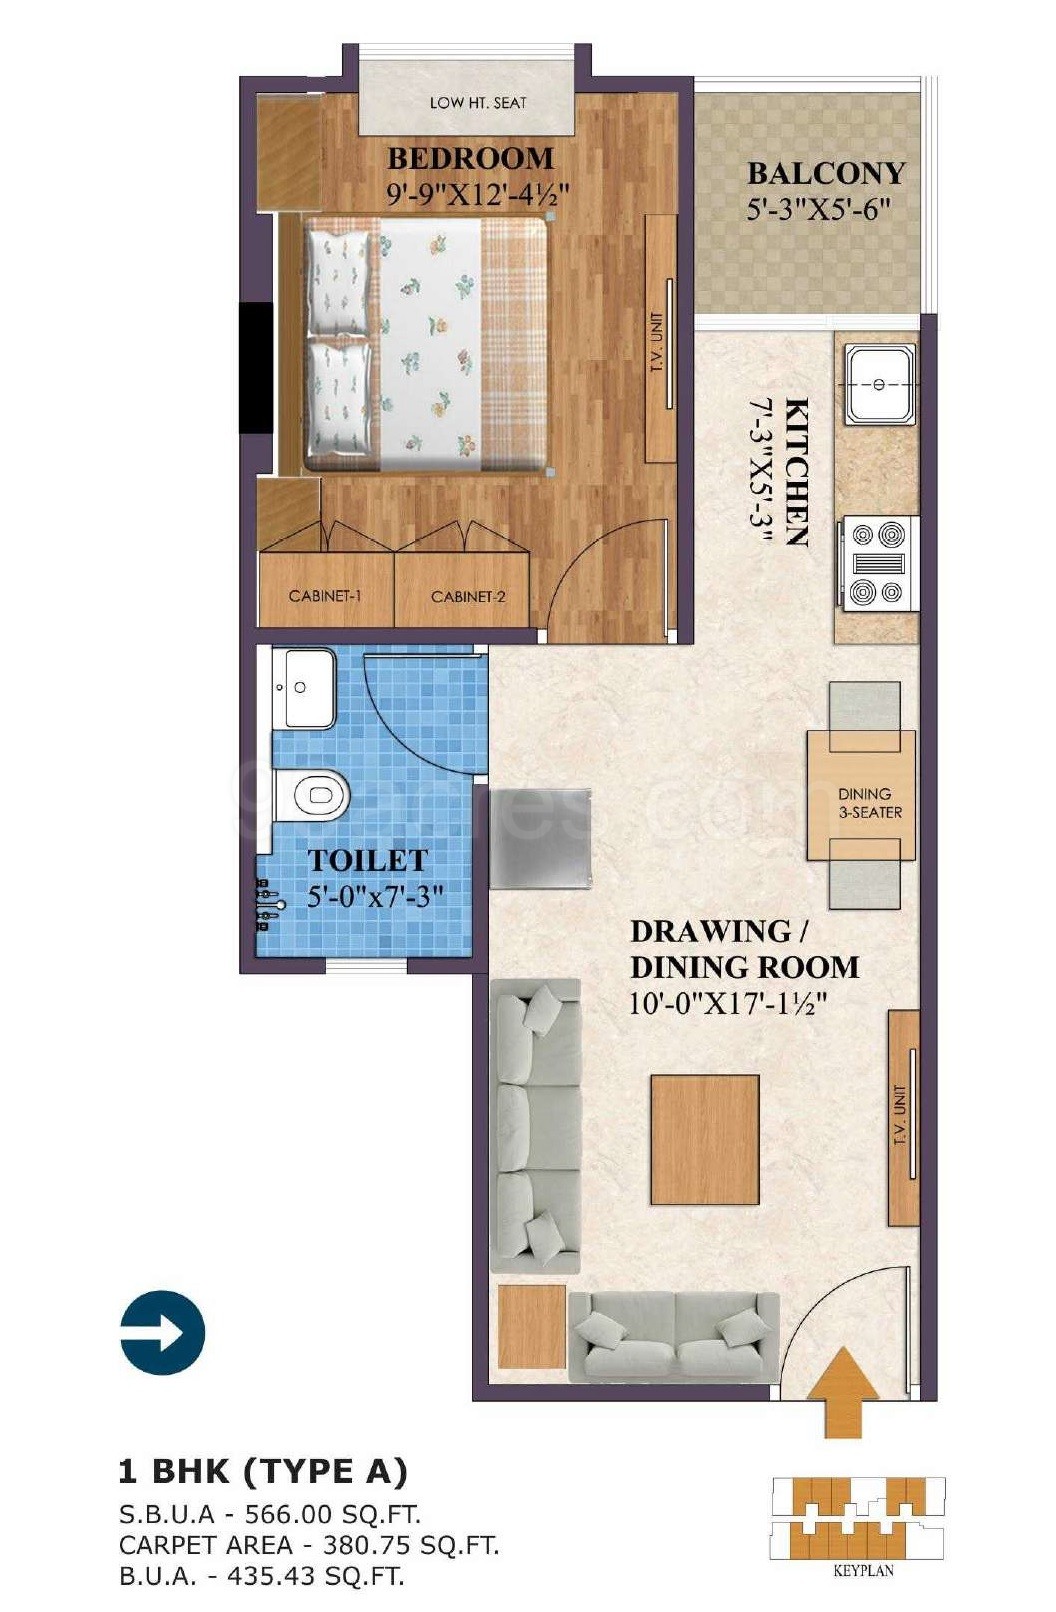 LOW HT. SEAT
BEDROOM
9'-9"X12'-4½"
BALCONY
5'-3"X5'-6"
T.V. UNIT
KITCHEN
7'-3"X5'-3"
CABINET-1
CABINET-2
DINING
3-SEATER
99acres.com
TOILET
5'-0"x7'-3"
DRAWING /
DINING ROOM
10'-0"X17'-1½"
T.V. UNIT
1 BHK (TYPE A)
S.B.U.A - 566.00 SQ.FT.
CARPET AREA - 380.75 SQ.FT.
B.U.A. - 435.43 SQ.FT.
KEYPLAN